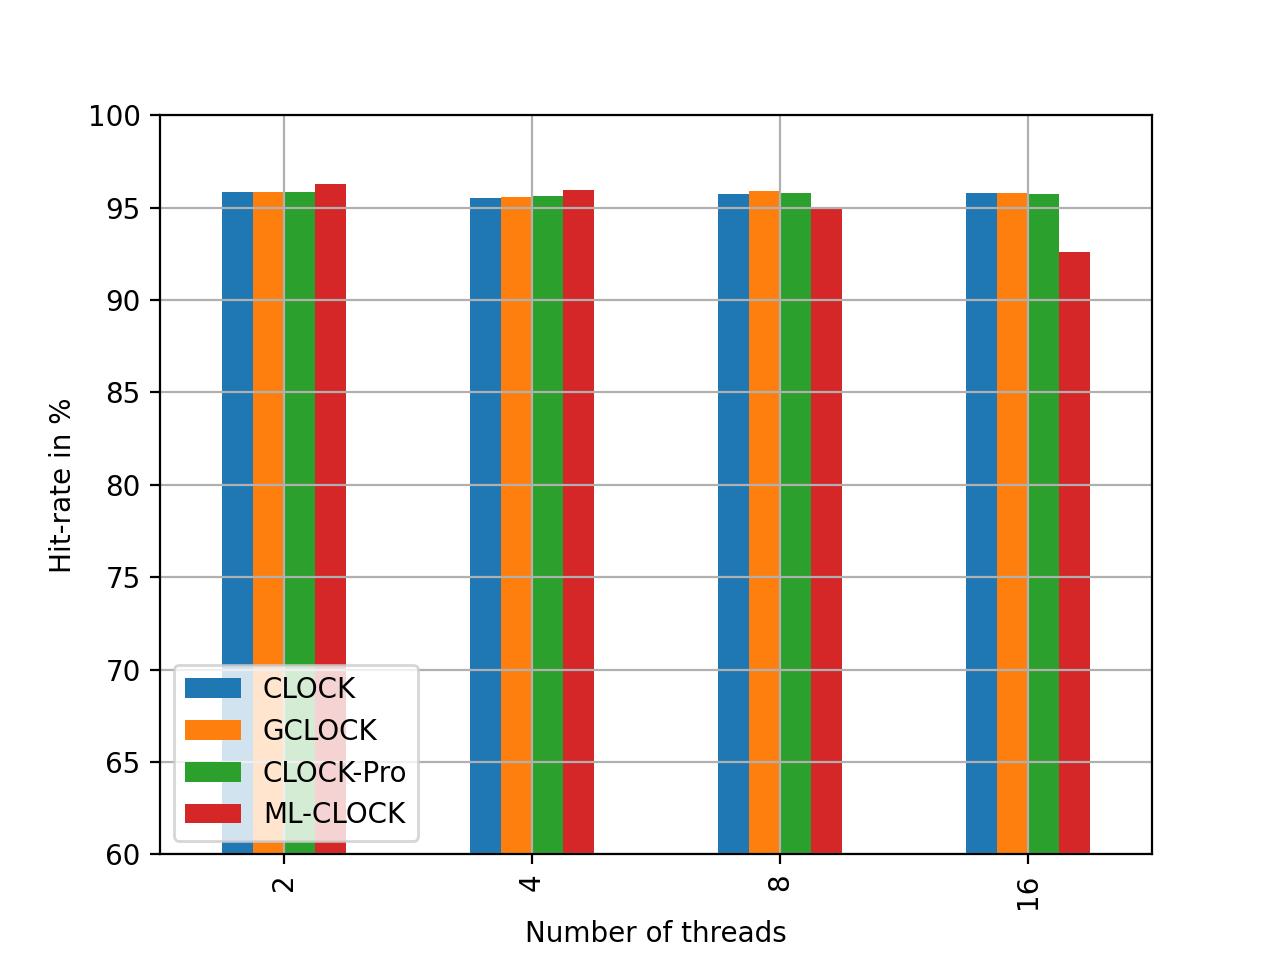 100
95
90
85
80
75
70
65
60
Hit-rate in %
CLOCK
GCLOCK
CLOCK-Pro
ML-CLOCK
2
4
8
16
Number of threads